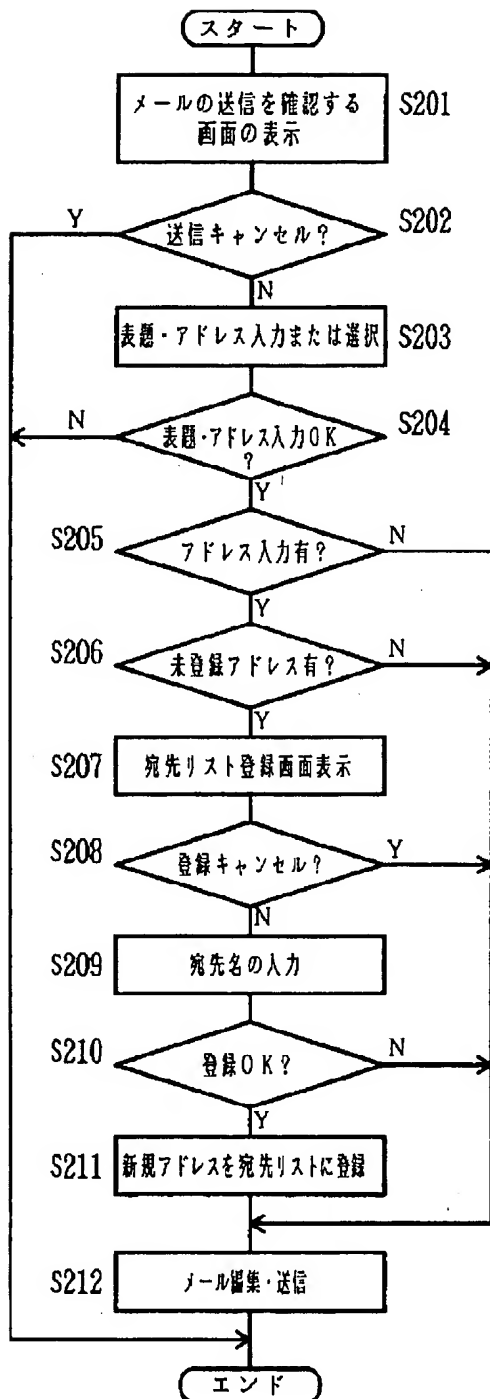 スタート
メールの送信を確認する
画面の表示
S201
Y
送信キャンセル?
S202
N
表題・アドレス入力または選択
S203
N
表題・アドレス入力OK
?
S204
Y
S205
アドレス入力有?
N
Y
S206
未登録アドレス有?
N
Y
S207
宛先リスト登録画面表示
S208
登録キャンセル?
Y
N
S209
宛先名の入力
S210
登録OK?
N
Y
S211
新規アドレスを宛先リストに登録
S212
メール編集・送信
エンド